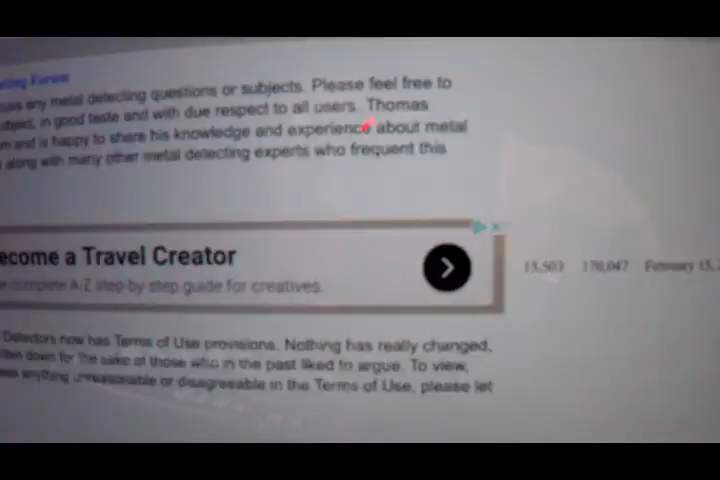 Forum
any metal detecting questions or subjects. Please feel free to
in good taste and with due respect to all users. Thomas
and is happy to share his knowledge and experience about metal
along with many other metal detecting experts who frequent this
ecome a Travel Creator
complete A-Z step-by-step guide for creatives.
15,503 170,047 February 15, 2
Detectors now has Terms of Use provisions. Nothing has really changed,
down for the sake of those who in the past liked to argue. To view,
anything unreasonable or disagreeable in the Terms of Use, please let